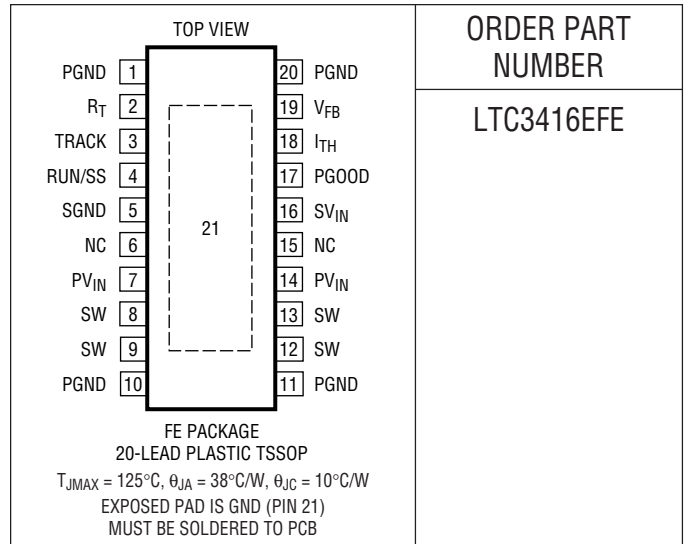 TOP VIEW
PGND 1 20 PGND
RT 2 19 VFB
TRACK 3 18 ITH
RUN/SS 4 17 PGOOD
SGND 5 16 SVIN
NC 6 15 NC
PVIN 7 14 PVIN
SW 8 13 SW
SW 9 12 SW
PGND 10 11 PGND
21
FE PACKAGE
20-LEAD PLASTIC TSSOP
TJMAX = 125°C, θJA = 38°C/W, θJC = 10°C/W
EXPOSED PAD IS GND (PIN 21)
MUST BE SOLDERED TO PCB
ORDER PART
NUMBER
LTC3416EFE